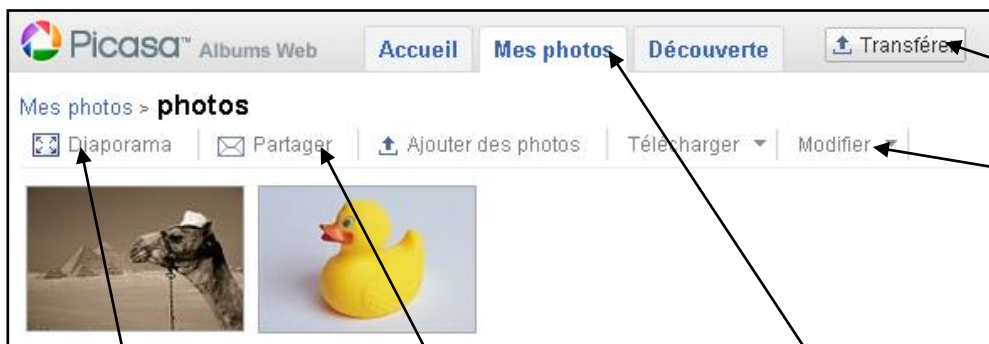 Picasa™ Albums Web Accueil Mes photos Découverte Transférer
Mes photos > photos
Diaporama Partager Ajouter des photos Télécharger Modifier